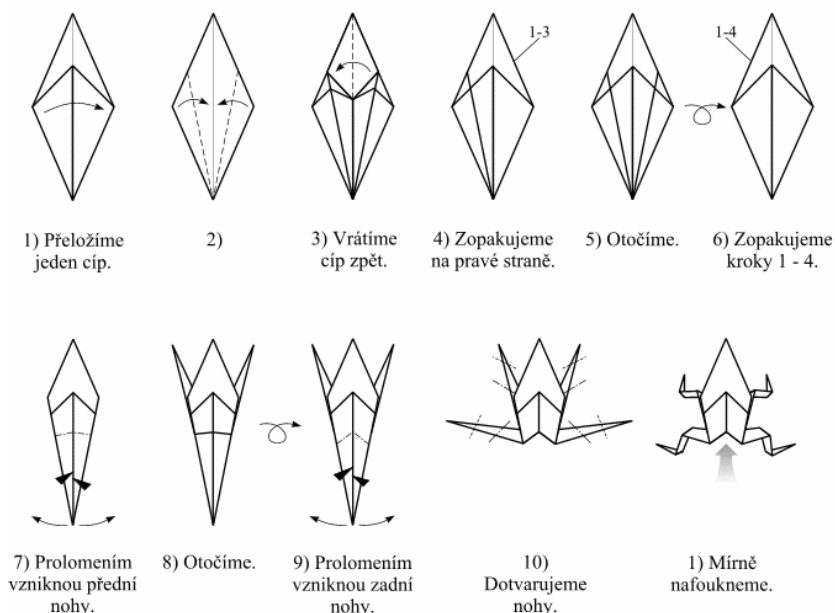 1-3
1-4
1) Přeložíme
jeden cíp.
2)
3) Vrátíme
cíp zpět.
4) Zopakujeme
na pravé straně.
5) Otočíme.
6) Zopakujeme
kroky 1 - 4.
7) Prolomením
vzniknou přední
nohy.
8) Otočíme.
9) Prolomením
vzniknou zadní
nohy.
10)
Dotvarujeme
nohy.
1) Mírně
nafoukneme.